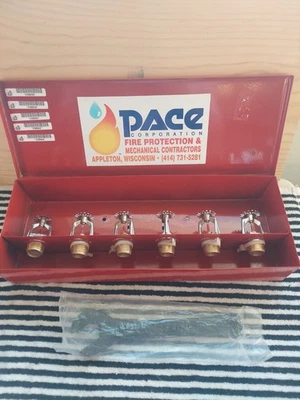 PACE
CORPORATION
FIRE PROTECTION &
MECHANICAL CONTRACTORS
APPLETON, WISCONSIN • (414) 731-5281